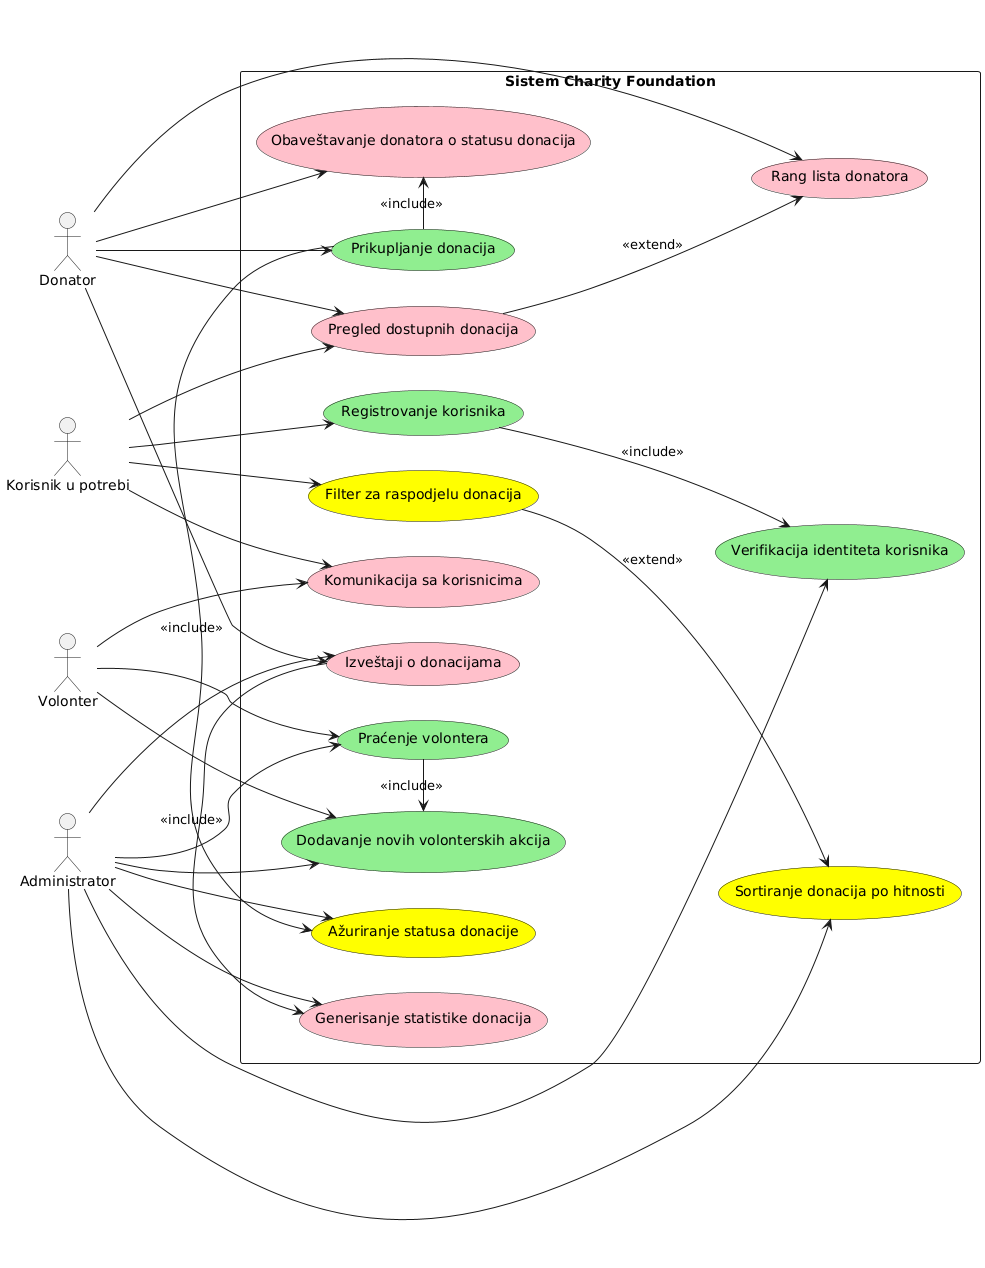 Sistem Charity Foundation
Obaveštavanje donatora o statusu donacija
Rang lista donatora
«include»
Prikupljanje donacija
«extend»
Donator
Pregled dostupnih donacija
Registrovanje korisnika
«include»
Korisnik u potrebi
Filter za raspodjelu donacija
Verifikacija identiteta korisnika
«extend»
Komunikacija sa korisnicima
«include»
Izveštaji o donacijama
Volonter
Praćenje volontera
«include»
«include»
Dodavanje novih volonterskih akcija
Administrator
Sortiranje donacija po hitnosti
Ažuriranje statusa donacije
Generisanje statistike donacija